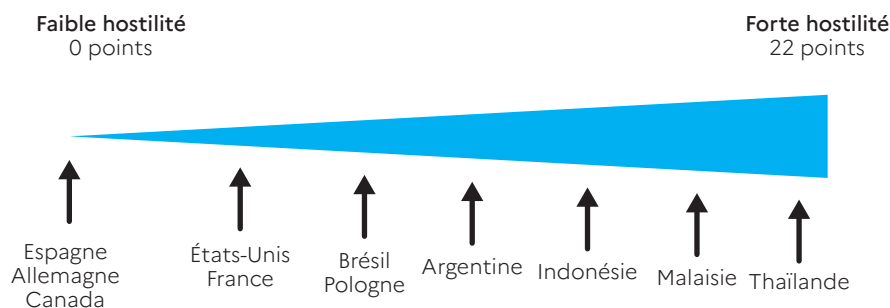 Faible hostilité
0 points
Forte hostilité
22 points
Espagne
Allemagne
Canada
États-Unis
France
Brésil
Pologne
Argentine
Indonésie
Malaisie
Thaïlande